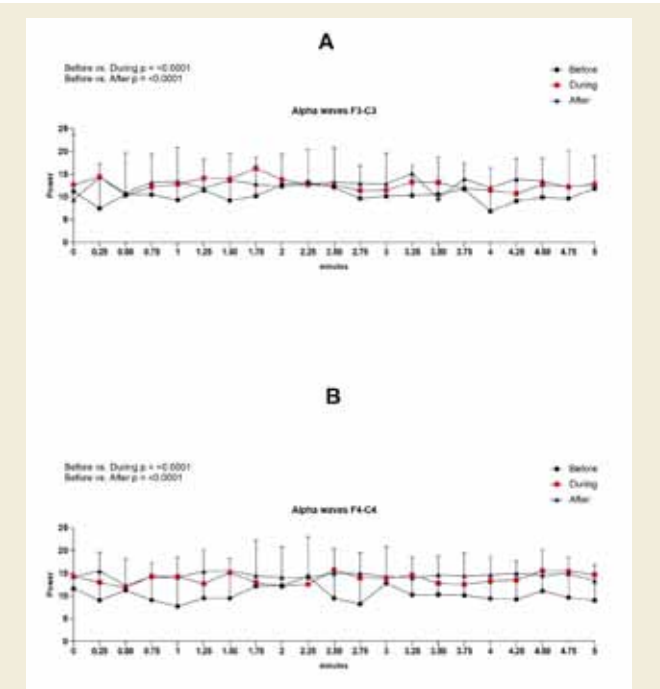 A
Before vs. During p = <0.0001
Before vs. After p = <0.0001
Before
During
After
Alpha waves F3-C3
Power
25
20
15
10
5
0
0 0.25 0.50 0.75 1 1.25 1.50 1.75 2 2.25 2.50 2.75 3 3.25 3.50 3.75 4 4.25 4.50 4.75 5
minutes
B
Before vs. During p = <0.0001
Before vs. After p = <0.0001
Before
During
After
Alpha waves F4-C4
Power
25
20
15
10
5
0
0 0.25 0.50 0.75 1 1.25 1.50 1.75 2 2.25 2.50 2.75 3 3.25 3.50 3.75 4 4.25 4.50 4.75 5
minutes